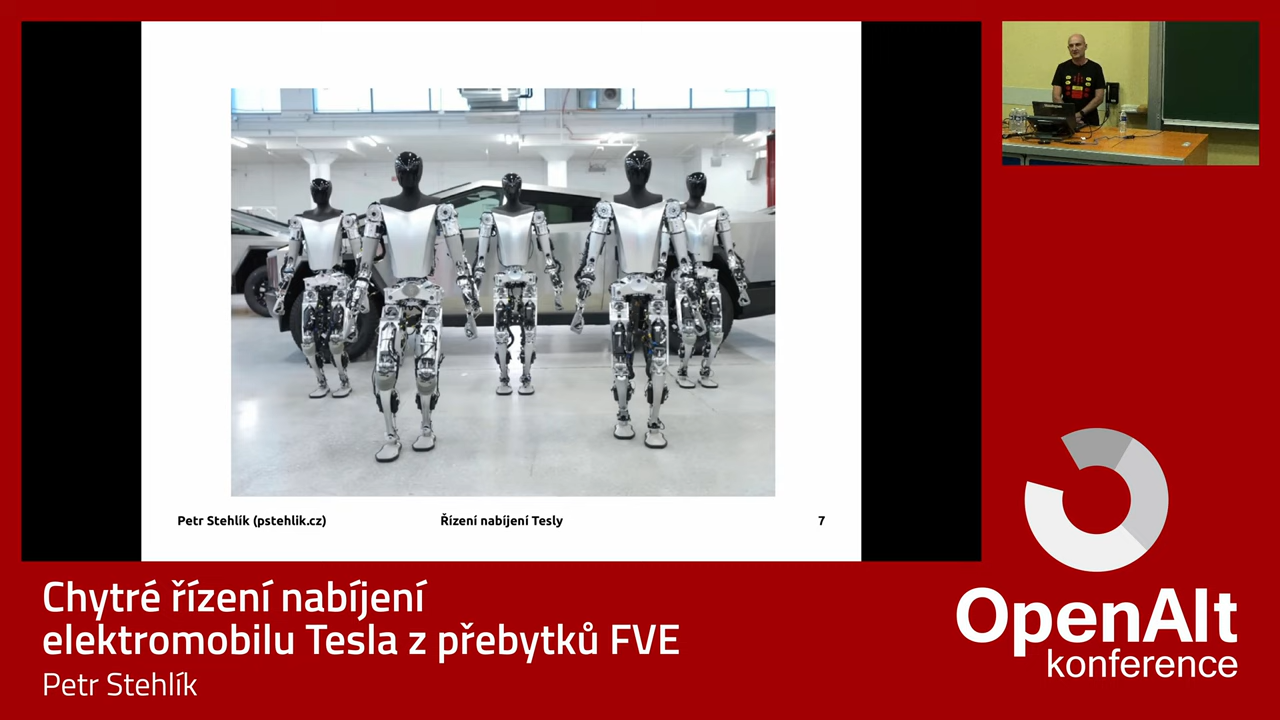 Petr Stehlík (pstehlik.cz)
Řízení nabíjení Tesly
7
Chytré řízení nabíjení
elektromobilu Tesla z přebytků FVE
Petr Stehlík
OpenAlt
konference